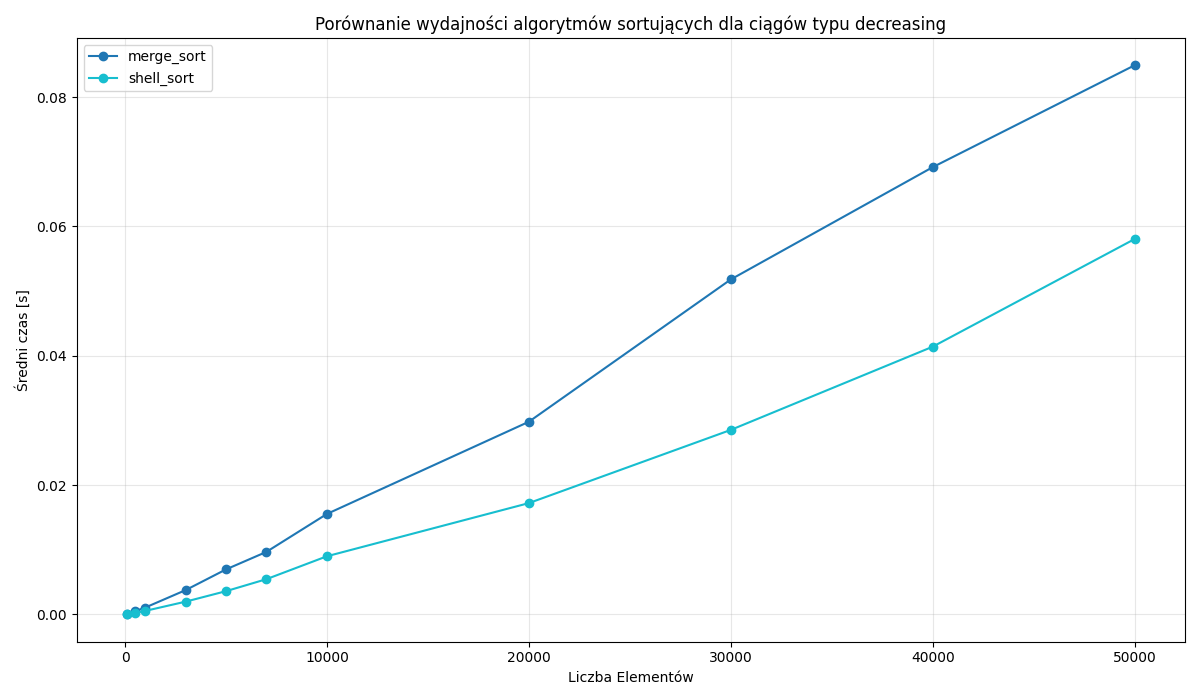 Porównanie wydajności algorytmów sortujących dla ciągów typu decreasing
merge_sort
shell_sort
0.08
0.06
0.04
0.02
0.00
Średni czas [s]
0 10000 20000 30000 40000 50000
Liczba Elementów